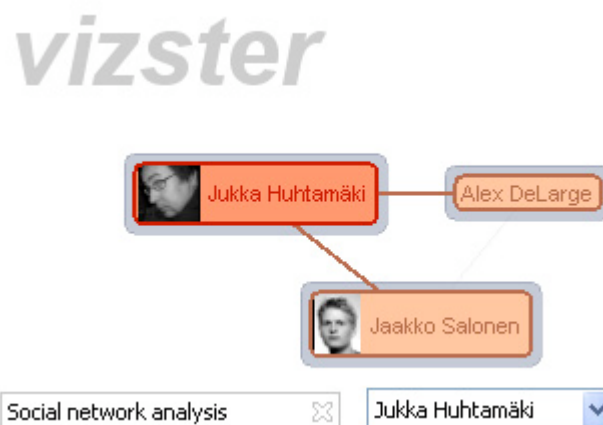 vizster
Jukka Huhtamäki
Alex DeLarge
Jaakko Salonen
Social network analysis
Jukka Huhtamäki